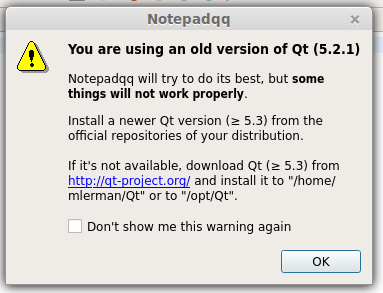 Notepadqq
You are using an old version of Qt (5.2.1)
Notepadqq will try to do its best, but some
things will not work properly.
Install a newer Qt version (≥ 5.3) from the
official repositories of your distribution.
If it's not available, download Qt (≥ 5.3) from
http://qt-project.org/ and install it to "/home/
mlerman/Qt" or to "/opt/Qt".
Don't show me this warning again
OK